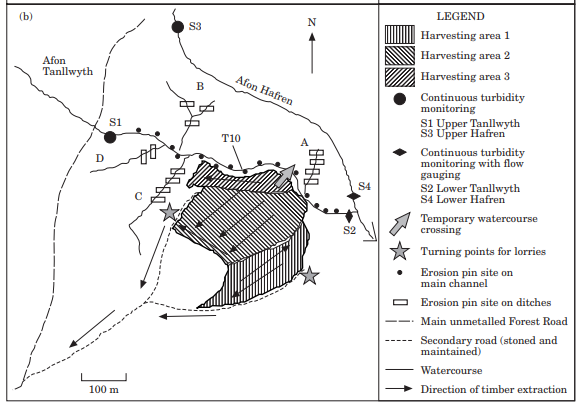 (b)
S3
N
Afon
Tanllwyth
B
Afon Hafren
S1
T10
A
D
C
S4
S2
100 m
LEGEND
Harvesting area 1
Harvesting area 2
Harvesting area 3
Continuous turbidity
monitoring
S1 Upper Tanllwyth
S3 Upper Hafren
Continuous turbidity
monitoring with flow
gauging
S2 Lower Tanllwyth
S4 Lower Hafren
Temporary watercourse
crossing
Turning points for lorries
Erosion pin site on
main channel
Erosion pin site on ditches
Main unmetalled Forest Road
Secondary road (stoned and
maintained)
Watercourse
Direction of timber extraction